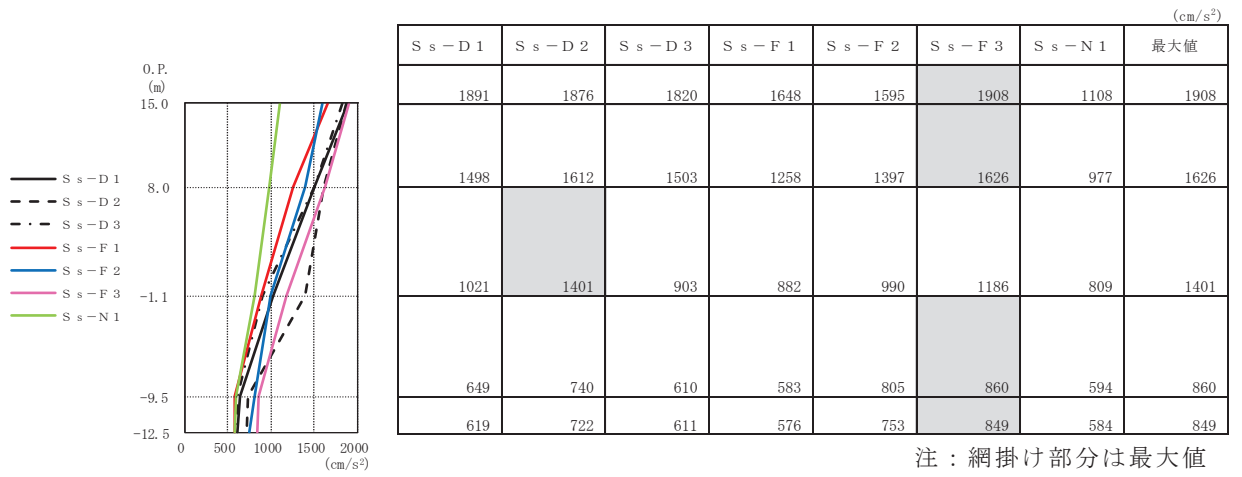 (cm/s²)
Ｓｓ－Ｄ１ Ｓｓ－Ｄ２ Ｓｓ－Ｄ３ Ｓｓ－Ｆ１ Ｓｓ－Ｆ２ Ｓｓ－Ｆ３ Ｓｓ－Ｎ１ 最大値
1891 1876 1820 1648 1595 1908 1108 1908
1498 1612 1503 1258 1397 1626 977 1626
1021 1401 903 882 990 1186 809 1401
649 740 610 583 805 860 594 860
619 722 611 576 753 849 584 849
O.P.
(m)
15.0
8.0
-1.1
-9.5
-12.5
0 500 1000 1500 2000
(cm/s²)
Ｓｓ－Ｄ１
Ｓｓ－Ｄ２
Ｓｓ－Ｄ３
Ｓｓ－Ｆ１
Ｓｓ－Ｆ２
Ｓｓ－Ｆ３
Ｓｓ－Ｎ１
注：網掛け部分は最大値